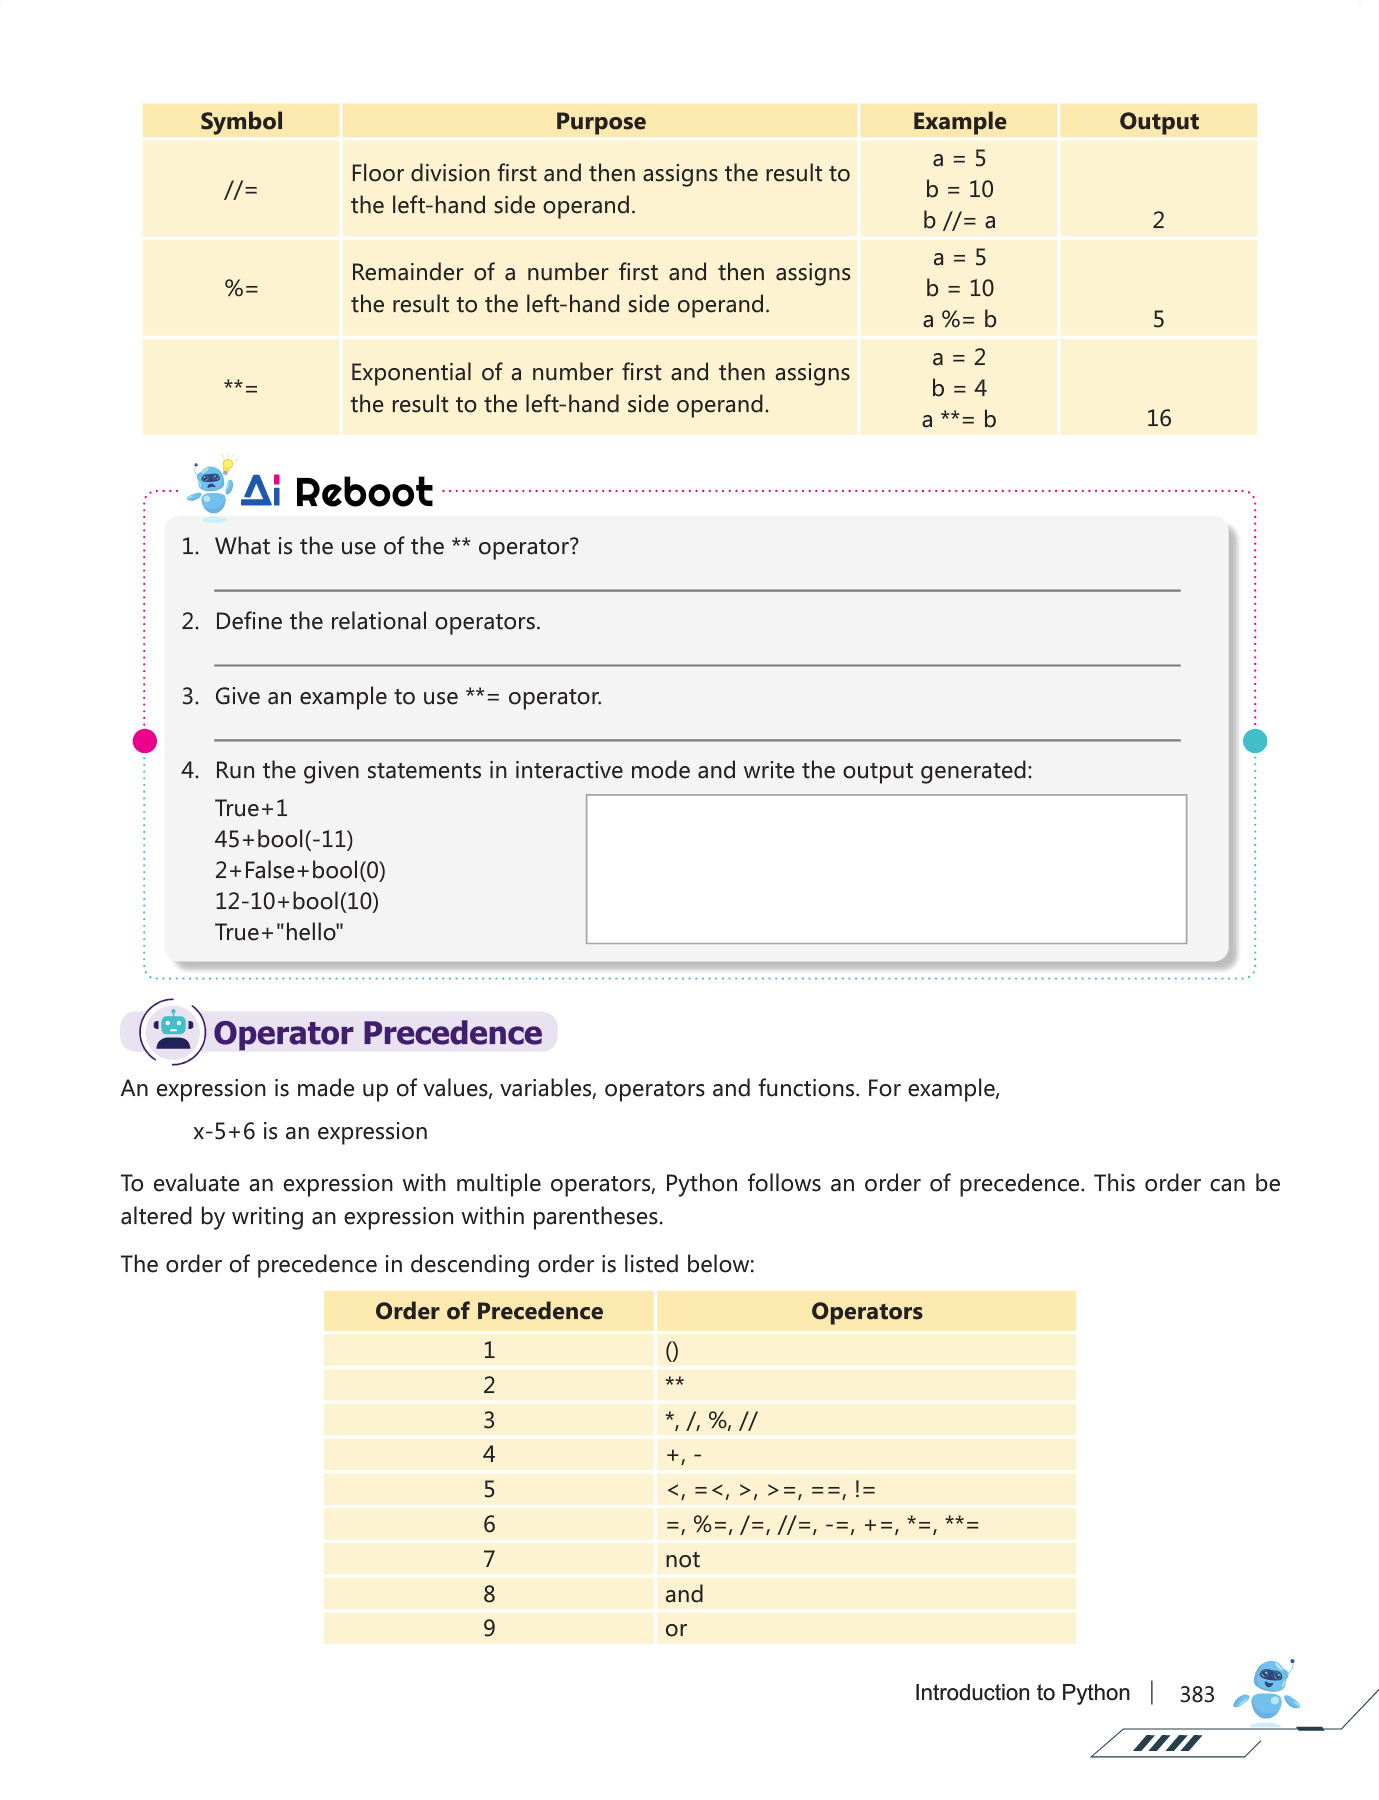 Symbol Purpose Example Output
//= Floor division first and then assigns the result to the left-hand side operand. a = 5
b = 10
b //= a 2
%= Remainder of a number first and then assigns the result to the left-hand side operand. a = 5
b = 10
a %= b 5
**= Exponential of a number first and then assigns the result to the left-hand side operand. a = 2
b = 4
a **= b 16
Ai Reboot
1. What is the use of the ** operator?
2. Define the relational operators.
3. Give an example to use **= operator.
4. Run the given statements in interactive mode and write the output generated:
True+1
45+bool(-11)
2+False+bool(0)
12-10+bool(10)
True+"hello"
Operator Precedence
An expression is made up of values, variables, operators and functions. For example,
x-5+6 is an expression
To evaluate an expression with multiple operators, Python follows an order of precedence. This order can be
altered by writing an expression within parentheses.
The order of precedence in descending order is listed below:
Order of Precedence Operators
1 ()
2 **
3 *, /, %, //
4 +, -
5 <, =<, >, >=, ==, !=
6 =, %=, /=, //=, -=, +=, *=, **=
7 not
8 and
9 or
Introduction to Python 383